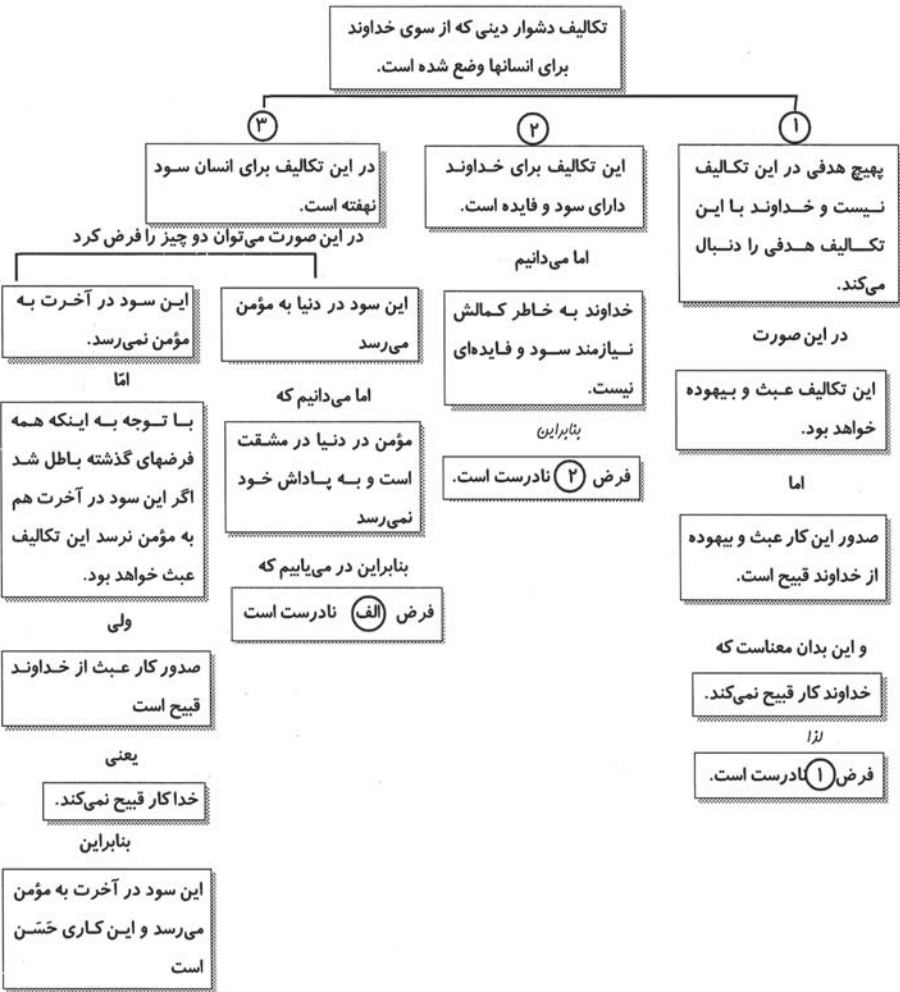 تکالیف دشوار دینی که از سوی خداوند
برای انسانها وضع شده است.
۱
پهیچ هدفی در این تکالیف
نیست و خداوند با این
تکالیف هدفی را دنبال
می‌کند.
در این صورت
این تکالیف عبث و بیهوده
خواهد بود.
اما
صدور این کار عبث و بیهوده
از خداوند قبیح است.
و این بدان معناست که
خداوند کار قبیح نمی‌کند.
لزا
فرض ۱ نادرست است.
۲
این تکالیف برای خداوند
دارای سود و فایده است.
اما می‌دانیم
خداوند به خاطر کمالش
نیازمند سود و فایده‌ای
نیست.
بنابراین
فرض ۲ نادرست است.
۳
در این تکالیف برای انسان سود
نهفته است.
در این صورت می‌توان دو چیز را فرض کرد
این سود در دنیا به مؤمن
می‌رسد
اما می‌دانیم که
مؤمن در دنیا در مشقت
است و به پاداش خود
نمی‌رسد
بنابراین در می‌یابیم که
فرض الف نادرست است
این سود در آخرت به
مؤمن نمی‌رسد.
امّا
با توجه به اینکه همه
فرضهای گذشته باطل شد
اگر این سود در آخرت هم
به مؤمن نرسد این تکالیف
عبث خواهد بود.
ولی
صدور کار عبث از خداوند
قبیح است
یعنی
خدا کار قبیح نمی‌کند.
بنابراین
این سود در آخرت به مؤمن
می‌رسد و این کاری حَسَن
است